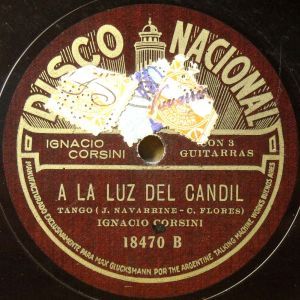 DISCO NACIONAL
IGNACIO CORSINI
CON 3 GUITARRAS
A LA LUZ DEL CANDIL
TANGO (J. NAVARRINE - C. FLORES)
IGNACIO CORSINI
18470 B
MANUFACTURADO EXCLUSIVAMENTE PARA MAX GLÜCKSMANN POR THE ARGENTINE TALKING MACHINE WORKS BUENOS AIRES